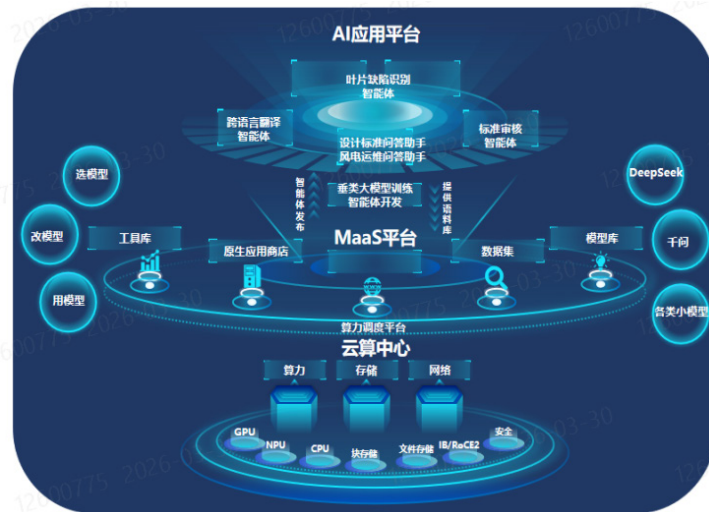 AI应用平台
叶片缺陷识别
智能体
跨语言翻译
智能体
标准审核
智能体
设计标准问答助手
风电运维问答助手
选模型
改模型
用模型
DeepSeek
千问
各类小模型
智能体发布
垂类大模型训练
智能体开发
提供语料库
MaaS平台
工具库
原生应用商店
数据集
模型库
算力调度平台
云算中心
算力
存储
网络
GPU
NPU
CPU
块存储
文件存储
IB/RoCE2
安全
12600775 2026-03-30